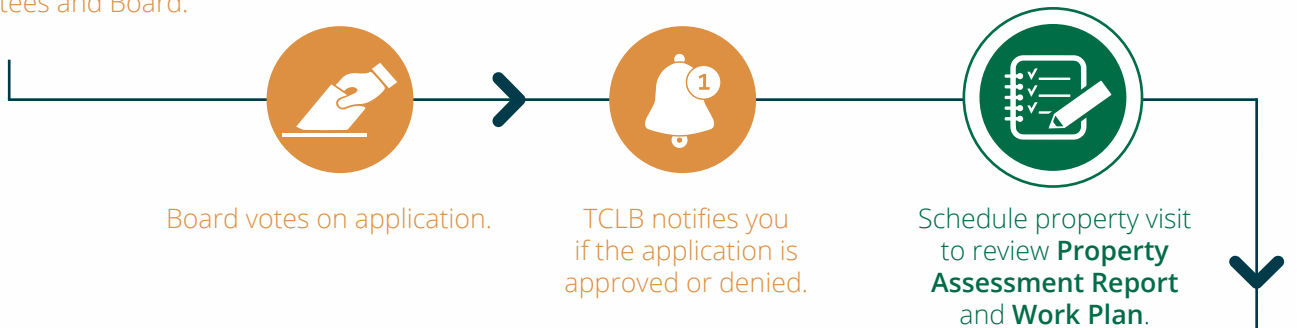 and Board.
1
Board votes on application.
TCLB notifies you
if the application is
approved or denied.
Schedule property visit
to review Property
Assessment Report
and Work Plan.